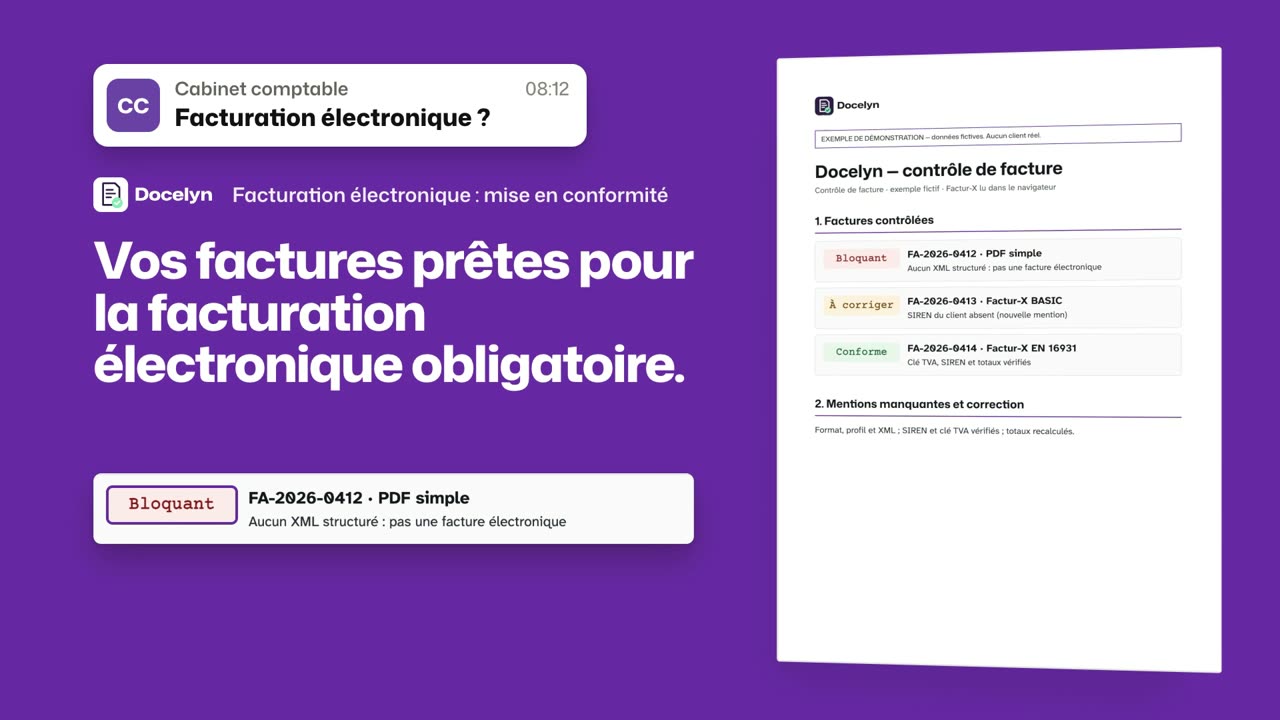 CC
Cabinet comptable
08:12
Facturation électronique ?
Docelyn
Facturation électronique : mise en conformité
Vos factures prêtes pour
la facturation
électronique obligatoire.
Bloquant
FA-2026-0412 · PDF simple
Aucun XML structuré : pas une facture électronique
Docelyn
EXEMPLE DE DÉMONSTRATION — données fictives. Aucun client réel.
Docelyn — contrôle de facture
Contrôle de facture · exemple fictif · Factur-X lu dans le navigateur
1. Factures contrôlées
Bloquant
FA-2026-0412 · PDF simple
Aucun XML structuré : pas une facture électronique
À corriger
FA-2026-0413 · Factur-X BASIC
SIREN du client absent (nouvelle mention)
Conforme
FA-2026-0414 · Factur-X EN 16931
Clé TVA, SIREN et totaux vérifiés
2. Mentions manquantes et correction
Format, profil et XML ; SIREN et clé TVA vérifiés ; totaux recalculés.